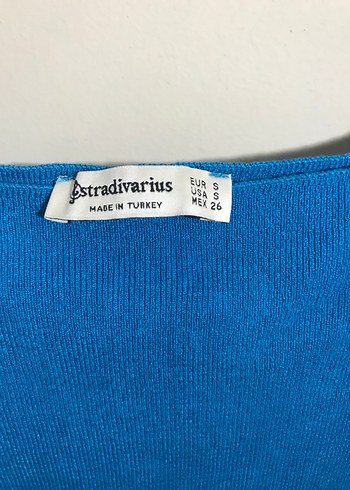 stradivarius
MADE IN TURKEY
EUR S
USA S
MEX 26